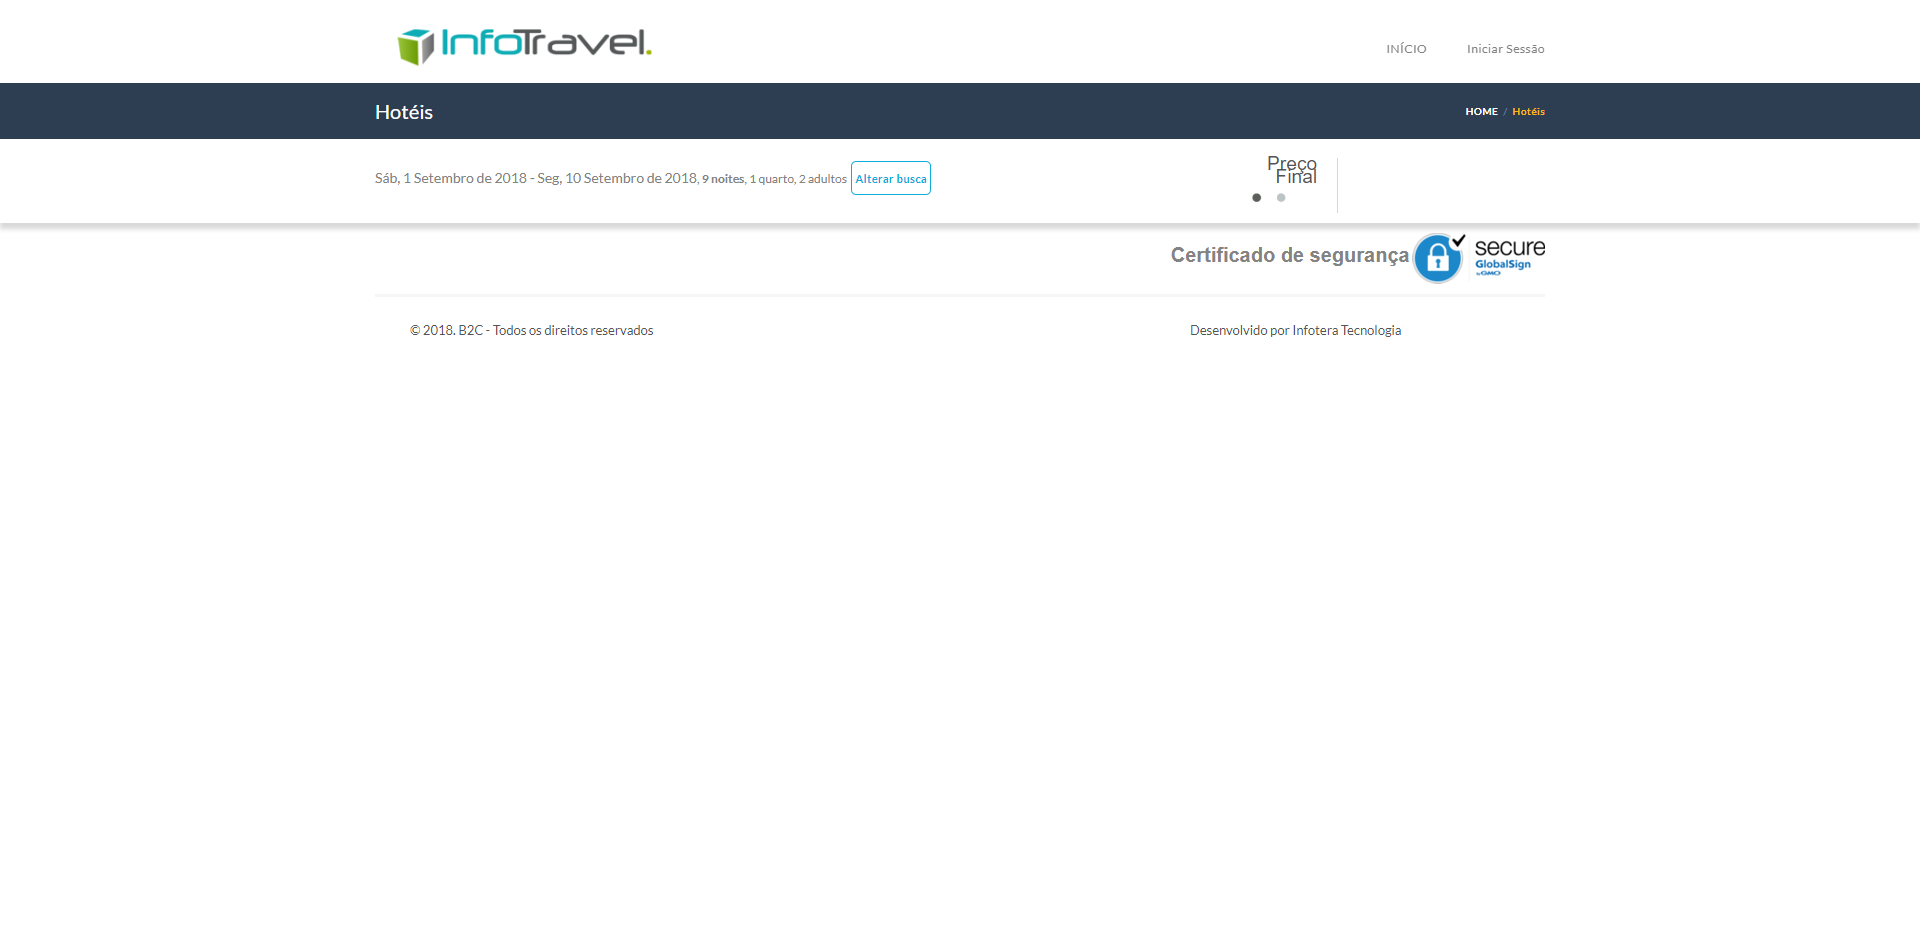 InfoTravel.
INÍCIO
Iniciar Sessão
Hotéis
HOME / Hotéis
Sáb, 1 Setembro de 2018 - Seg, 10 Setembro de 2018, 9 noites, 1 quarto, 2 adultos
Alterar busca
Preço
Final
Certificado de segurança
secure
GlobalSign
by GMO
© 2018. B2C - Todos os direitos reservados
Desenvolvido por Infotera Tecnologia